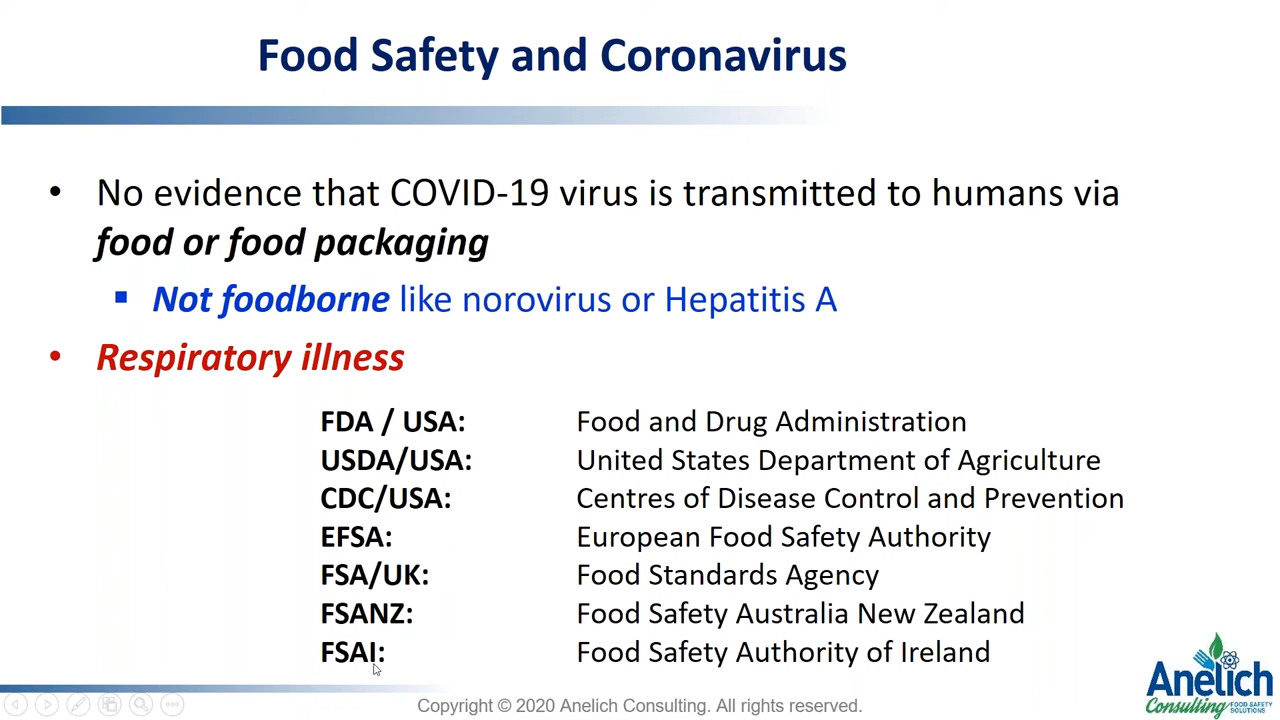 Food Safety and Coronavirus
• No evidence that COVID-19 virus is transmitted to humans via
food or food packaging
▪ Not foodborne like norovirus or Hepatitis A
• Respiratory illness
FDA / USA: Food and Drug Administration
USDA/USA: United States Department of Agriculture
CDC/USA: Centres of Disease Control and Prevention
EFSA: European Food Safety Authority
FSA/UK: Food Standards Agency
FSANZ: Food Safety Australia New Zealand
FSAI: Food Safety Authority of Ireland
Copyright © 2020 Anelich Consulting. All rights reserved.
Anelich
Consulting FOOD SAFETY
SOLUTIONS